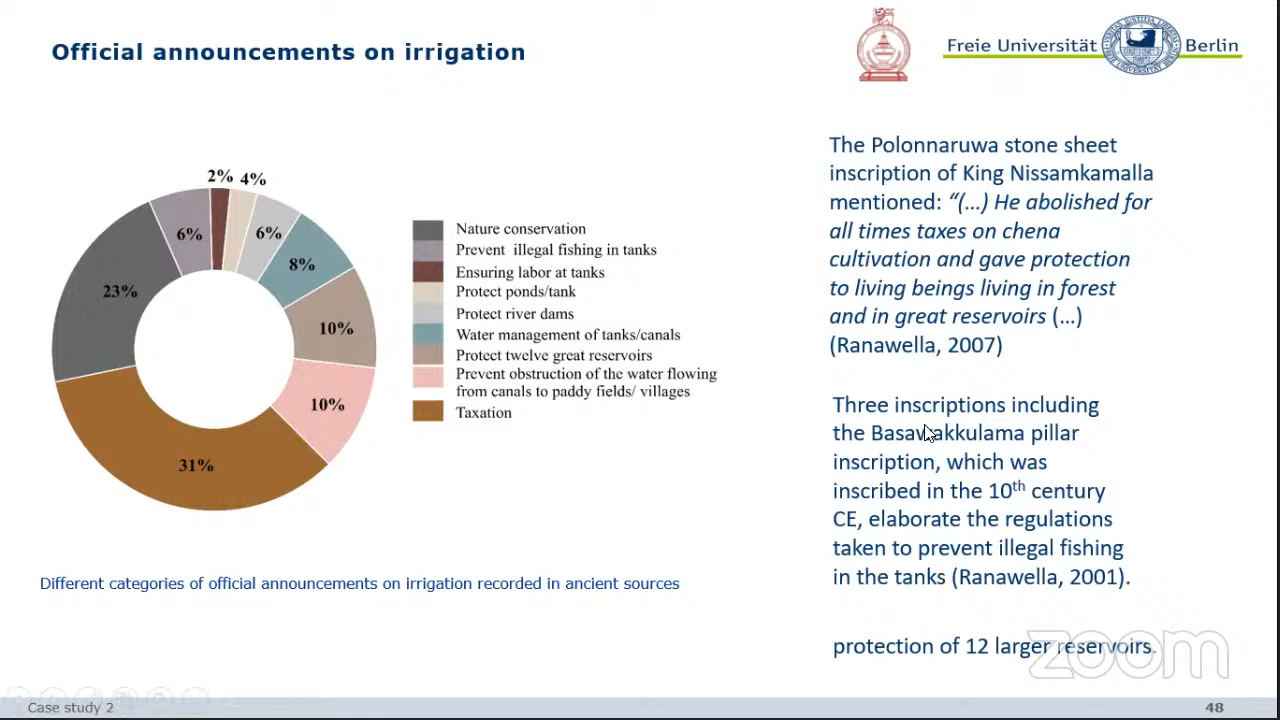 Official announcements on irrigation
Freie Universität Berlin
2% 4%
6%
6%
8%
23%
10%
10%
31%
Nature conservation
Prevent illegal fishing in tanks
Ensuring labor at tanks
Protect ponds/tank
Protect river dams
Water management of tanks/canals
Protect twelve great reservoirs
Prevent obstruction of the water flowing
from canals to paddy fields/ villages
Taxation
Different categories of official announcements on irrigation recorded in ancient sources
The Polonnaruwa stone sheet
inscription of King Nissamkamalla
mentioned: “(…) He abolished for
all times taxes on chena
cultivation and gave protection
to living beings living in forest
and in great reservoirs (…)
(Ranawella, 2007)
Three inscriptions including
the Basawakkulama pillar
inscription, which was
inscribed in the 10th century
CE, elaborate the regulations
taken to prevent illegal fishing
in the tanks (Ranawella, 2001).
protection of 12 larger reservoirs.
zoom
Case study 2
48